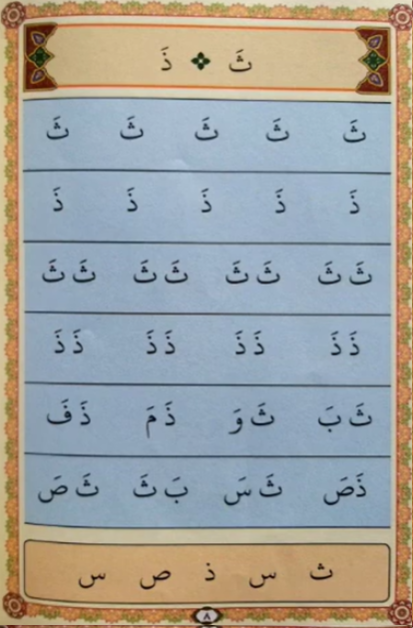 ثَ ذَ
ثَ ثَ ثَ ثَ ثَ
ذَ ذَ ذَ ذَ ذَ
ثَ ثَ ثَ ثَ ثَ ثَ ثَ ثَ
ذَ ذَ ذَ ذَ ذَ ذَ ذَ ذَ
ثَ بَ ثَ وَ ذَ مَ ذَ فَ
ذَصَ ثَ سَ بَ ثَ ثَ صَ
ث س ذ ص س
٨